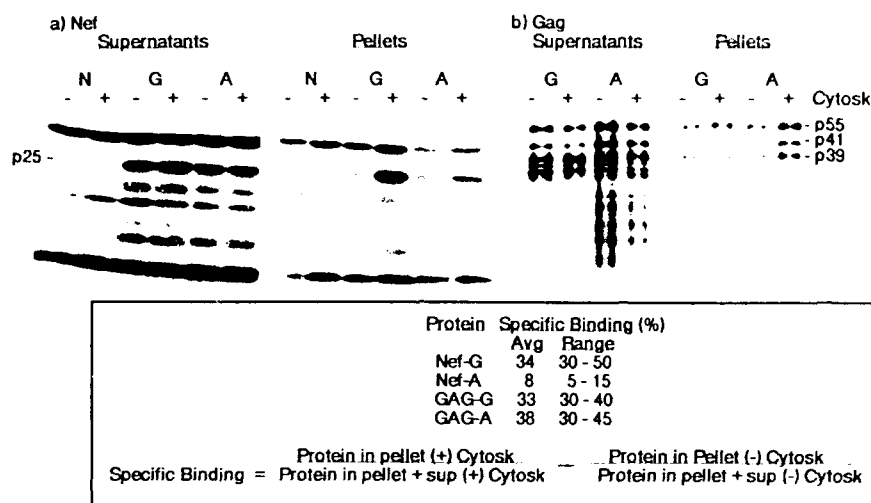 a) Nef
Supernatants Pellets
N G A N G A
- + - + - + - + - + - +
p25 -
b) Gag
Supernatants Pellets
G A G A
- + - + - + - + Cytosk
- p55
- p41
- p39
Protein Specific Binding (%)
Avg Range
Nef-G 34 30 - 50
Nef-A 8 5 - 15
GAG-G 33 30 - 40
GAG-A 38 30 - 45
Specific Binding = Protein in pellet (+) Cytosk / Protein in pellet + sup (+) Cytosk - Protein in Pellet (-) Cytosk / Protein in pellet + sup (-) Cytosk